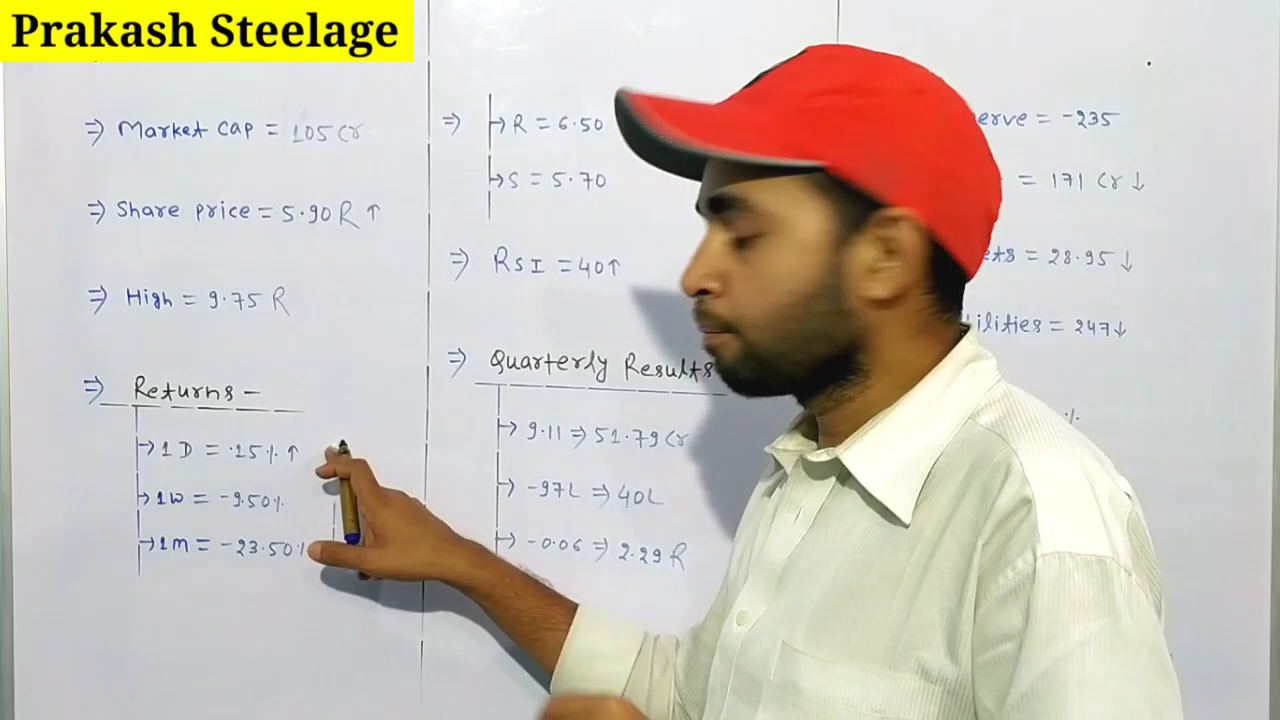 Prakash Steelage
⇒ Market Cap = 105 Cr
⇒ Share price = 5.90 R ↑
⇒ High = 9.75 R
⇒ Returns -
→ 1 D = .15% ↑
→ 1W = -9.50%
→ 1M = -23.50%
⇒ → R = 6.50
→ S = 5.70
⇒ RSI = 40 ↑
⇒ Quarterly Results
→ 9.11 ⇒ 51.79 Cr
→ -97L ⇒ 40L
→ -0.06 ⇒ 2.29 R
erve = -235
= 171 Cr ↓
ets = 28.95 ↓
ilities = 247 ↓
%